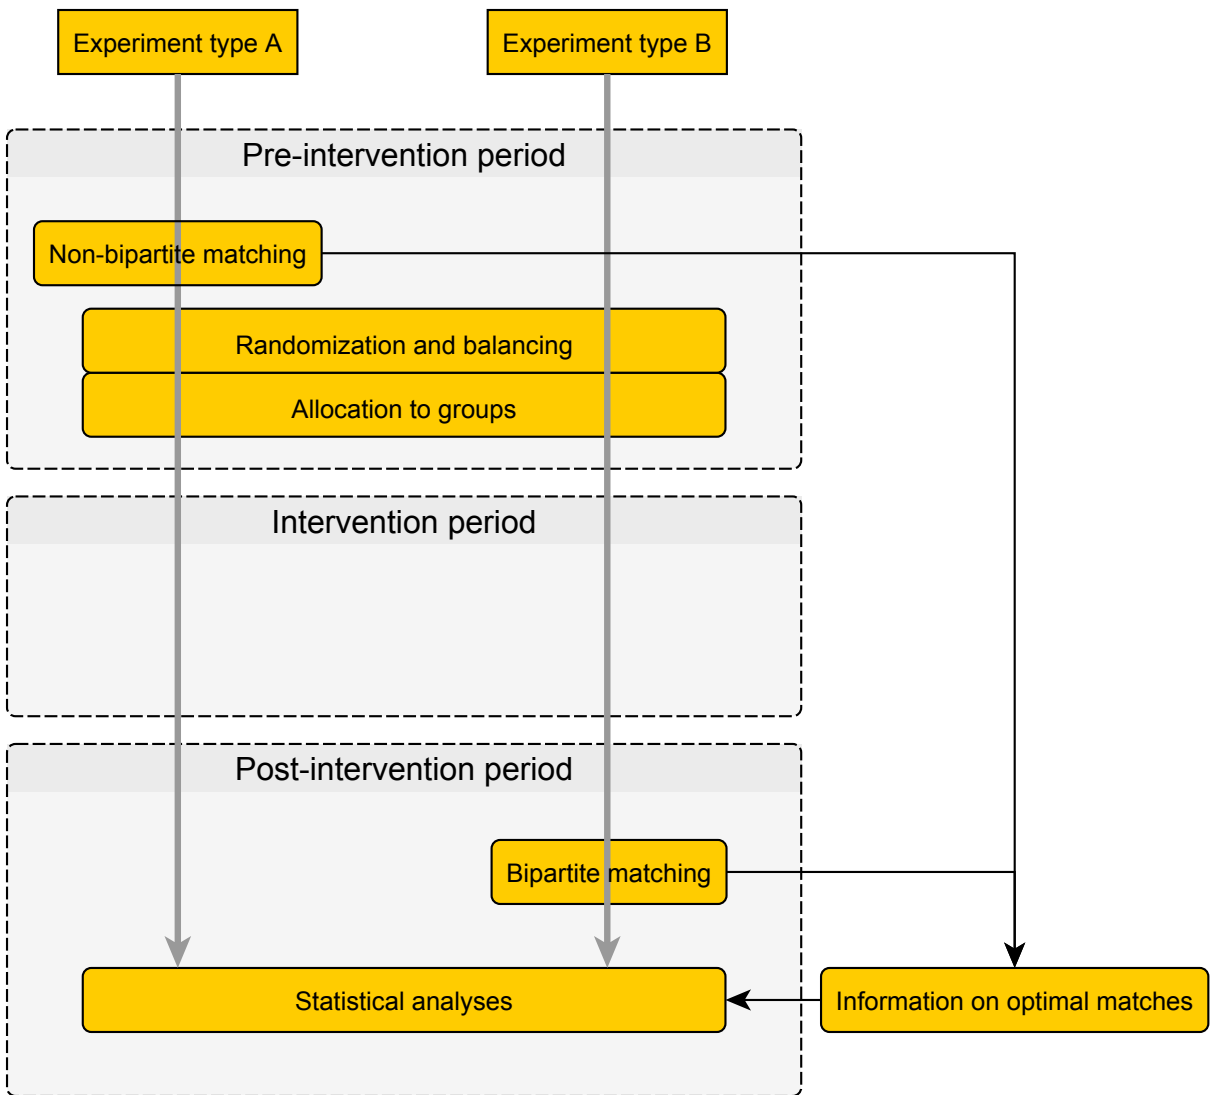 Experiment type A
Experiment type B
Pre-intervention period
Non-bipartite matching
Randomization and balancing
Allocation to groups
Intervention period
Post-intervention period
Bipartite matching
Statistical analyses
Information on optimal matches